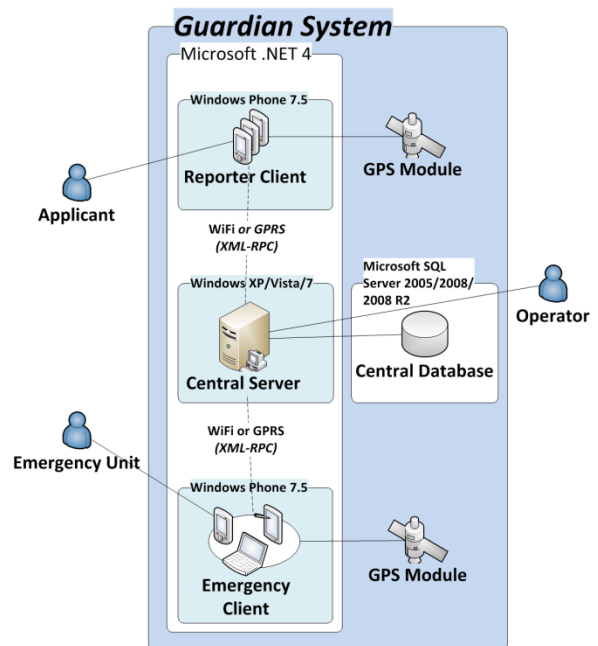 Guardian System
Microsoft .NET 4
Windows Phone 7.5
Reporter Client
GPS Module
Applicant
WiFi or GPRS
(XML-RPC)
Windows XP/Vista/7
Microsoft SQL
Server 2005/2008/
2008 R2
Operator
Central Server
Central Database
WiFi or GPRS
(XML-RPC)
Emergency Unit
Windows Phone 7.5
Emergency
Client
GPS Module